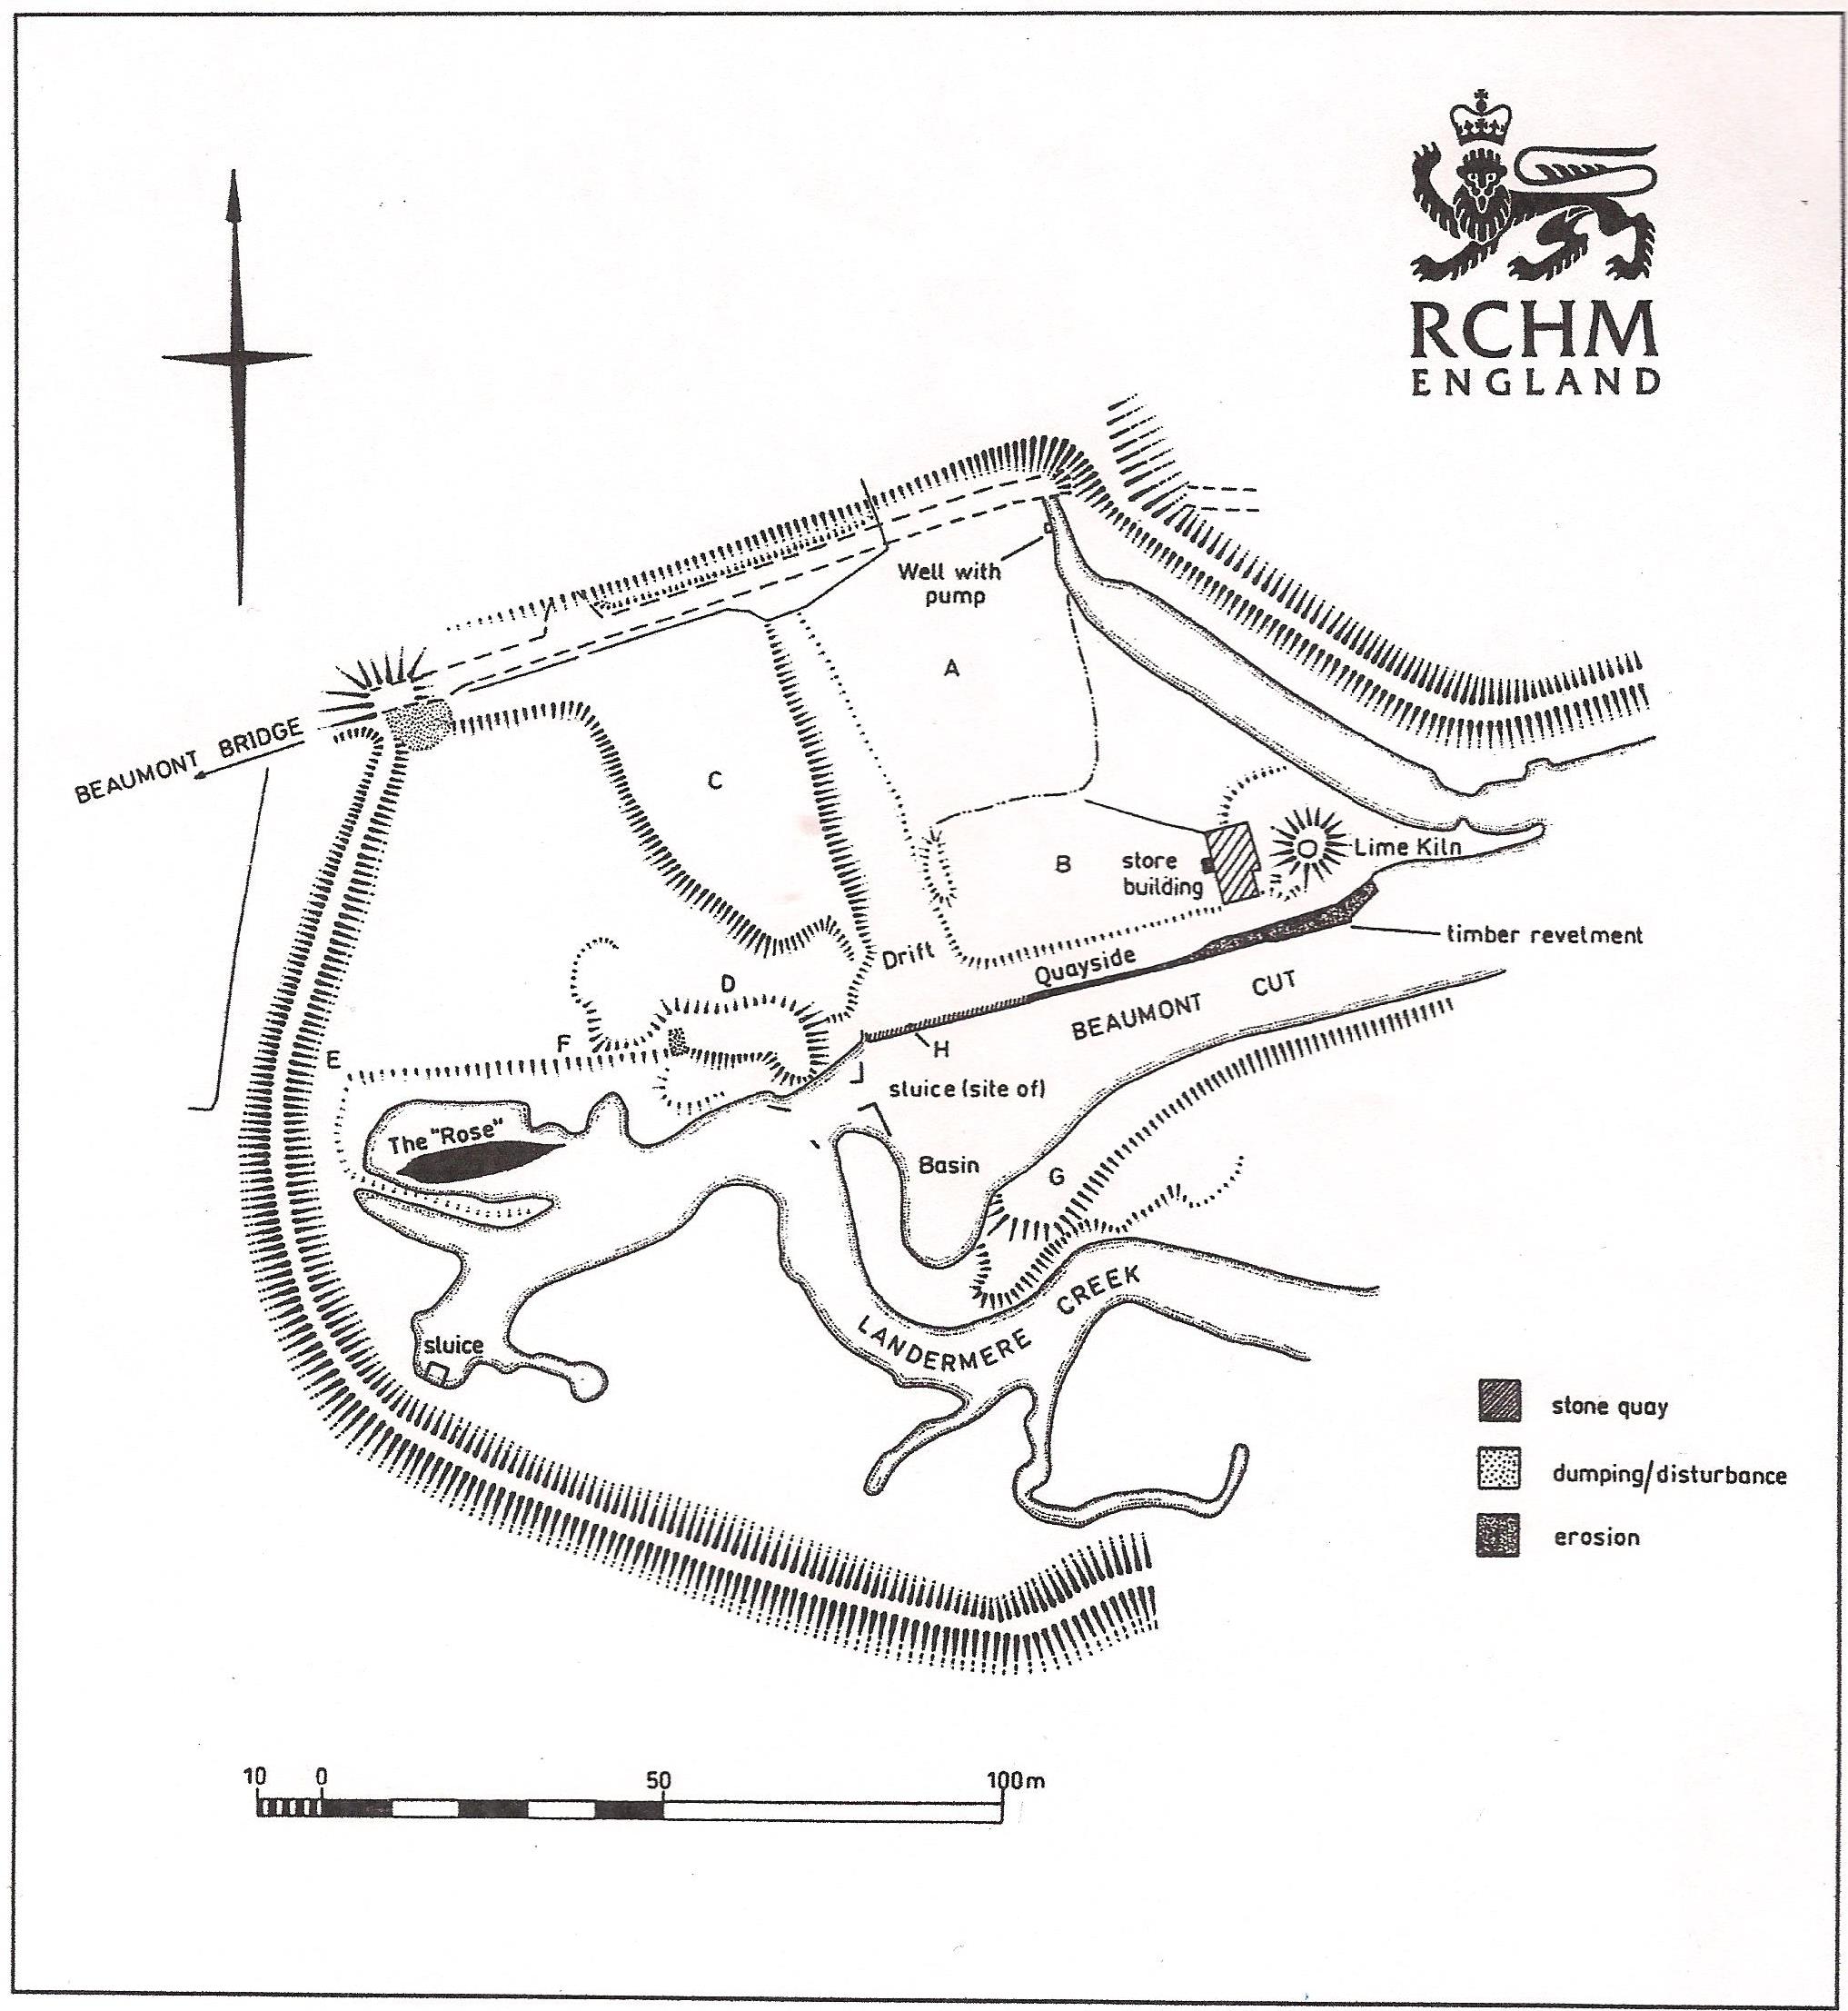 RCHM
ENGLAND
Well with
pump
A
BEAUMONT BRIDGE
C
B
store
building
Lime Kiln
timber revetment
Drift
Quayside
D
BEAUMONT CUT
F
E
H
sluice (site of)
The "Rose"
Basin
G
LANDERMERE CREEK
sluice
stone quay
dumping/disturbance
erosion
10 0 50 100m